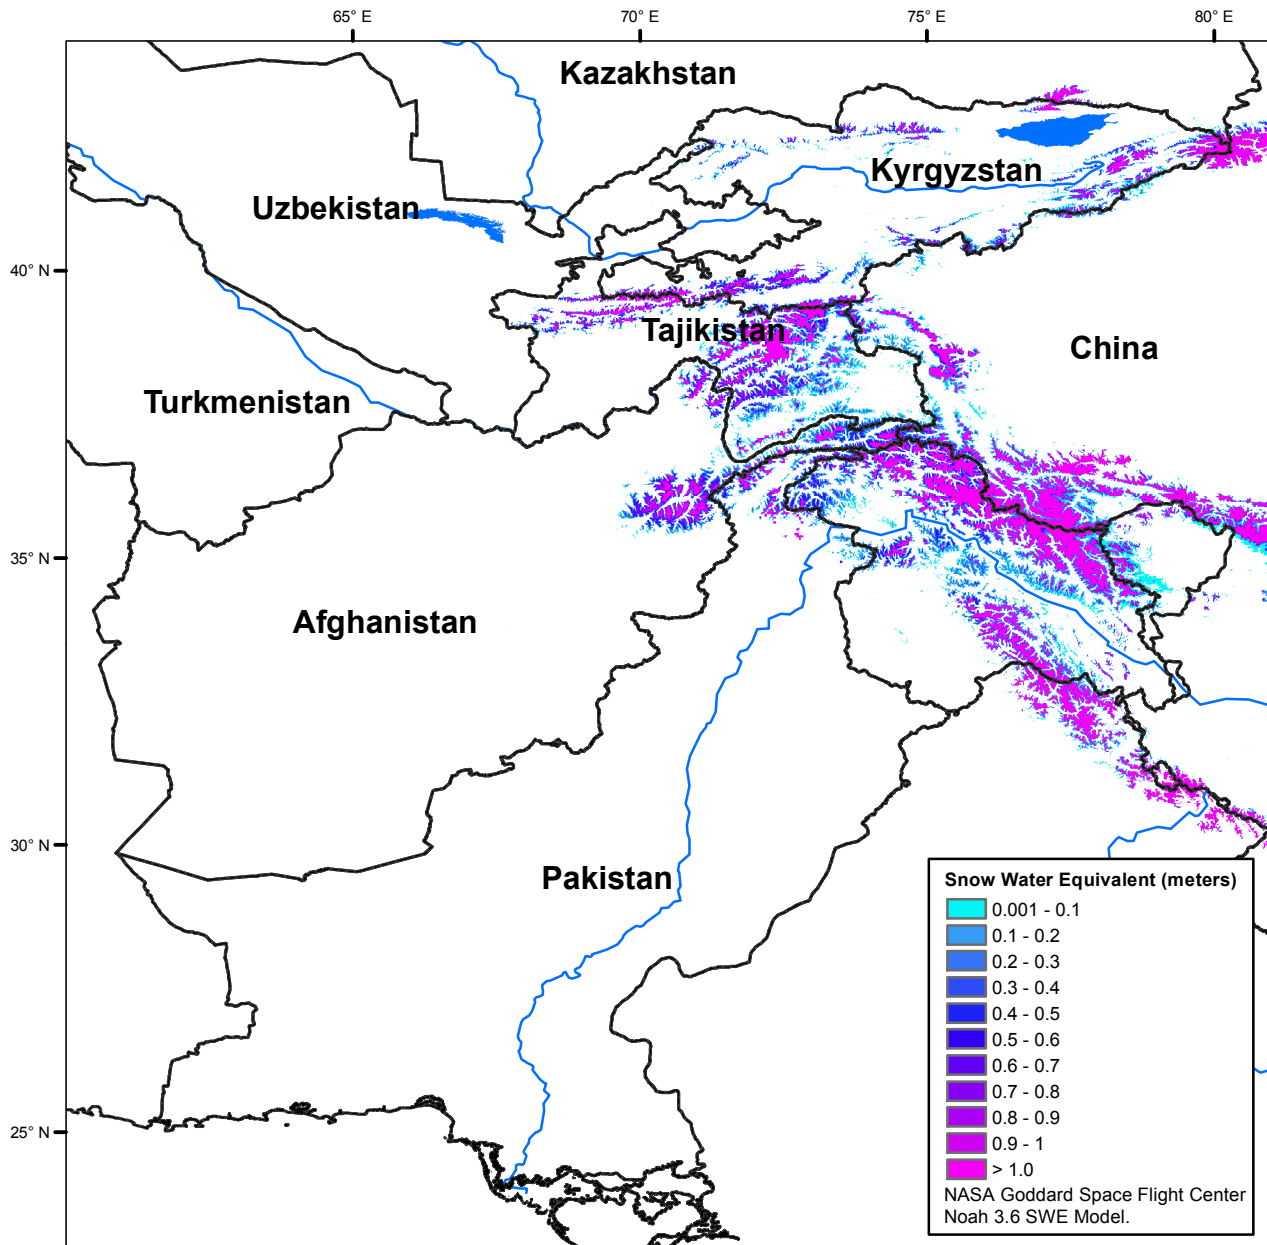 65° E
70° E
75° E
80° E
Kazakhstan
Kyrgyzstan
Uzbekistan
40° N
Tajikistan
China
Turkmenistan
35° N
Afghanistan
30° N
Pakistan
Snow Water Equivalent (meters)
0.001 - 0.1
0.1 - 0.2
0.2 - 0.3
0.3 - 0.4
0.4 - 0.5
0.5 - 0.6
0.6 - 0.7
0.7 - 0.8
0.8 - 0.9
0.9 - 1
> 1.0
25° N
NASA Goddard Space Flight Center
Noah 3.6 SWE Model.